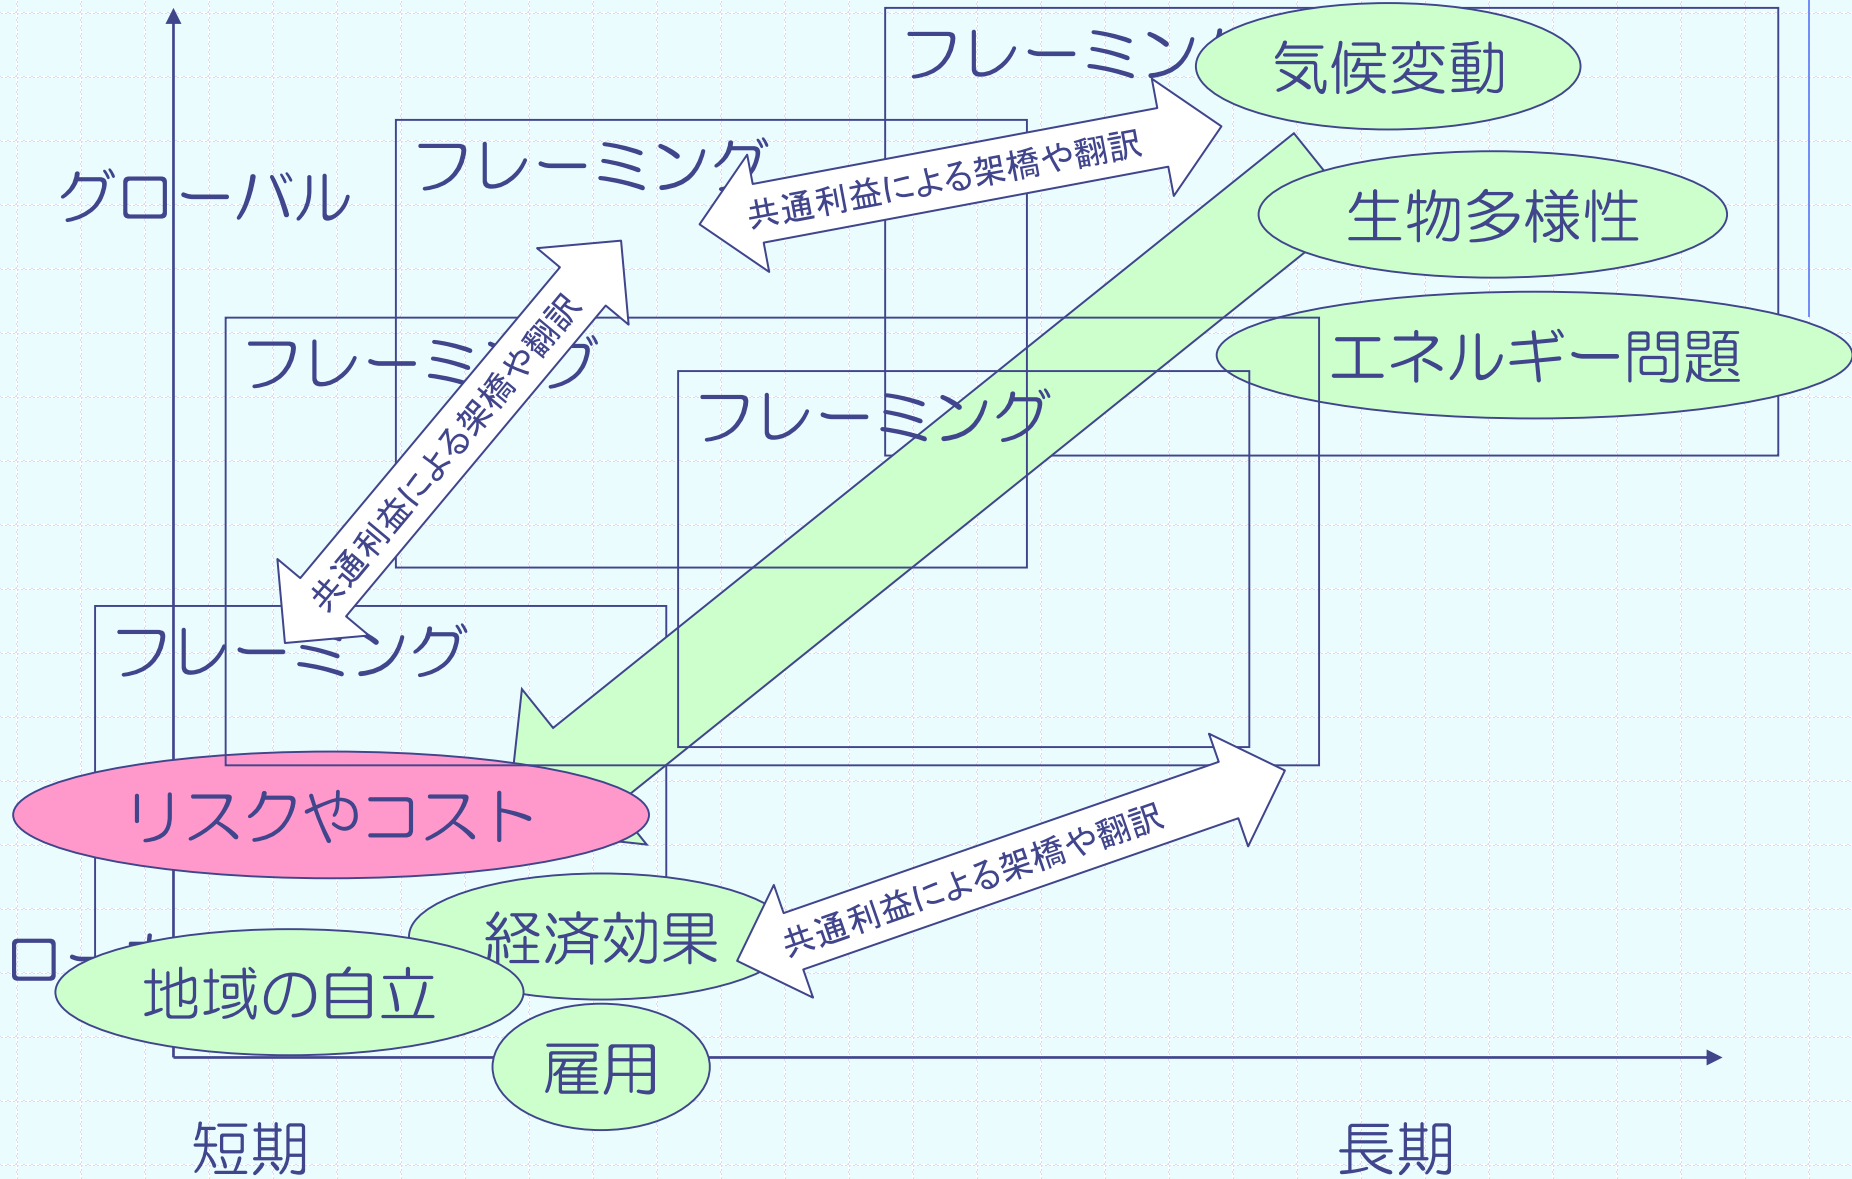 フレーミン
気候変動
フレーミング
共通利益による架橋や翻訳
グローバル
生物多様性
フレーミング
共通利益による架橋や翻訳
エネルギー問題
フレーミング
フレーミング
リスクやコスト
共通利益による架橋や翻訳
経済効果
地域の自立
雇用
短期
長期